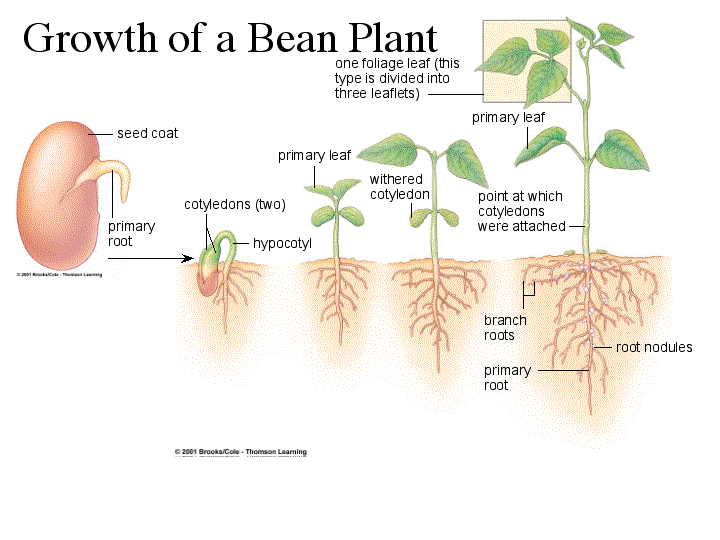 Growth of a Bean Plant
one foliage leaf (this
type is divided into
three leaflets)
primary leaf
seed coat
primary leaf
withered
cotyledon
cotyledons (two)
point at which
cotyledons
were attached
primary
root
hypocotyl
© 2001 Brooks/Cole - Thomson Learning
branch
roots
root nodules
primary
root
© 2001 Brooks/Cole - Thomson Learning